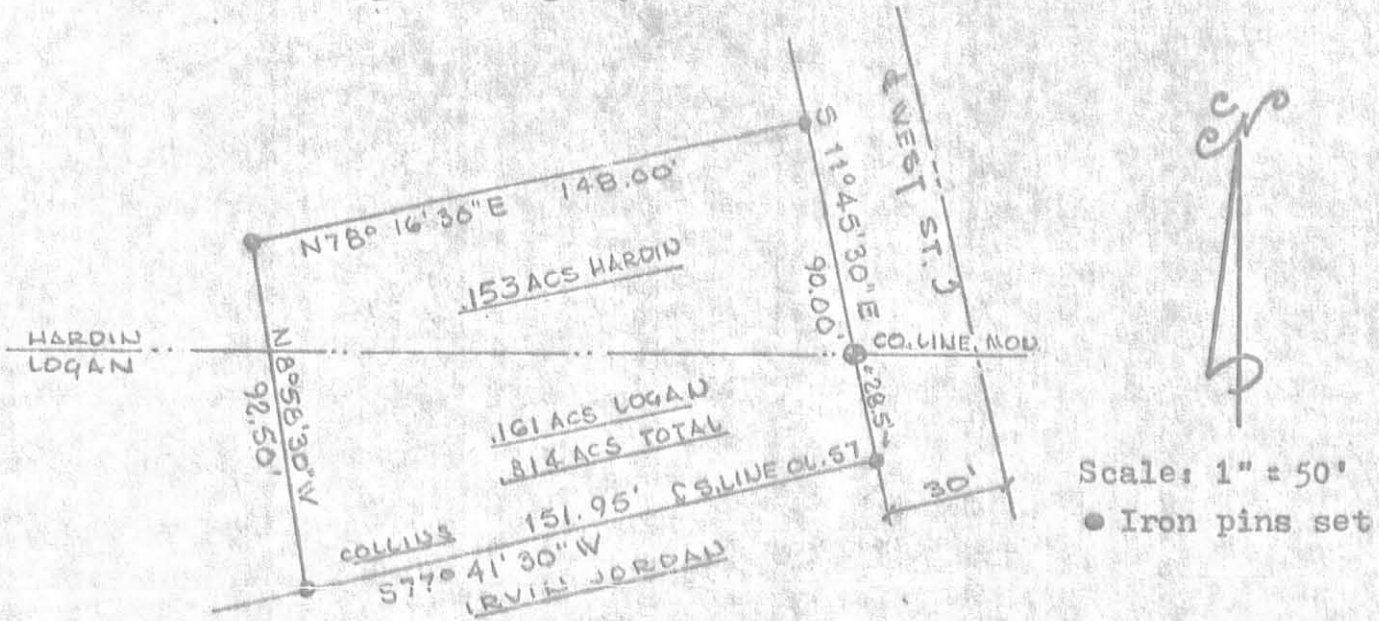 ℄ WEST ST.
S 11° 45' 30" E
90.00'
N78° 16' 30" E 148.00'
.153 ACS HARDIN
HARDIN
LOGAN
CO. LINE MON.
N 8° 58' 30" W
92.50'
.161 ACS LOGAN
.314 ACS TOTAL
28.5
COLLINS 151.95' S. LINE OL. 57
S77° 41' 30" W
IRVIN JORDAN
30'
Scale: 1" = 50'
● Iron pins set